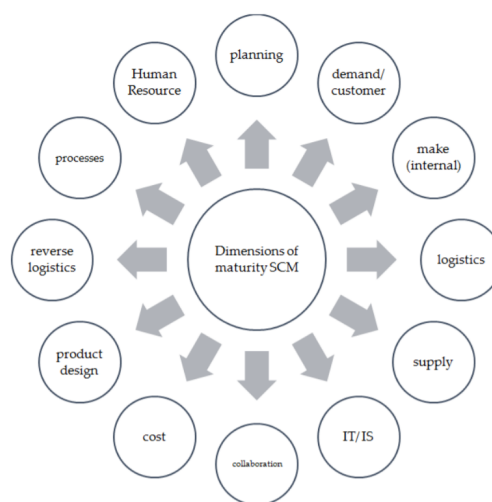 planning
demand/
customer
make
(internal)
logistics
supply
IT/IS
collaboration
cost
product
design
reverse
logistics
processes
Human
Resource
Dimensions of
maturity SCM